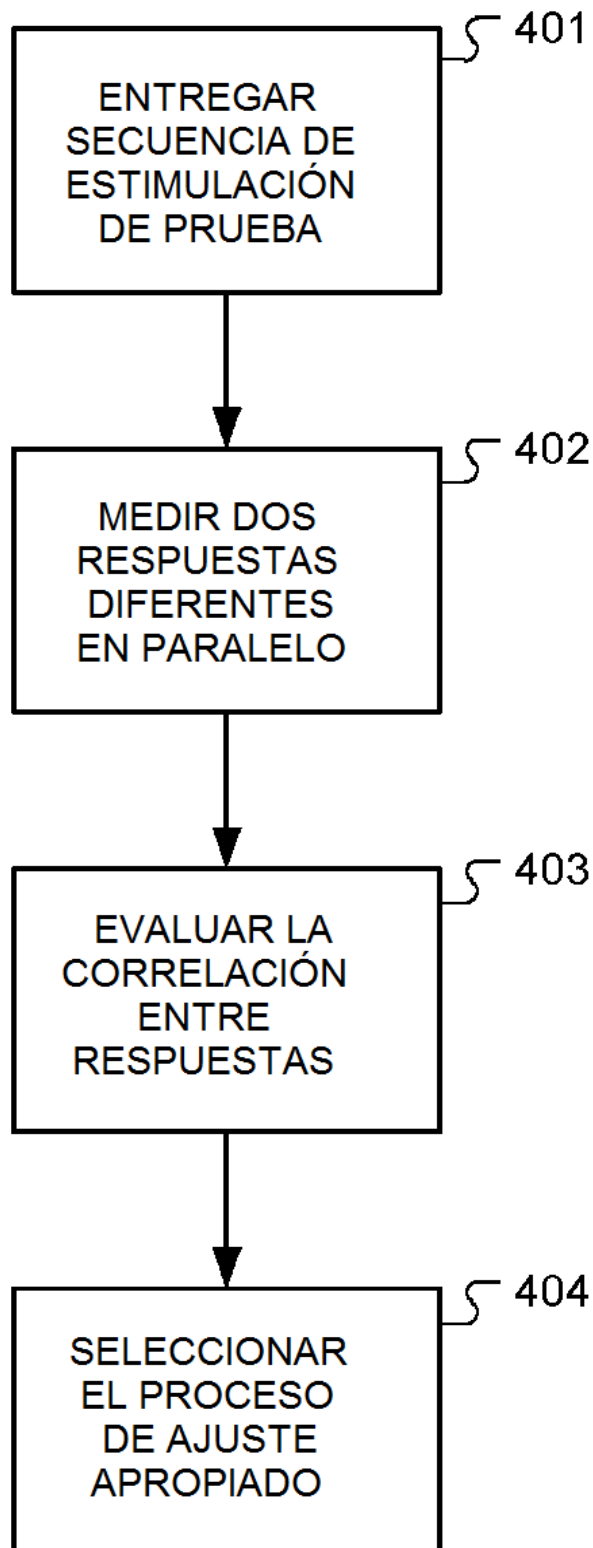 401
ENTREGAR
SECUENCIA DE
ESTIMULACIÓN
DE PRUEBA
402
MEDIR DOS
RESPUESTAS
DIFERENTES
EN PARALELO
403
EVALUAR LA
CORRELACIÓN
ENTRE
RESPUESTAS
404
SELECCIONAR
EL PROCESO
DE AJUSTE
APROPIADO